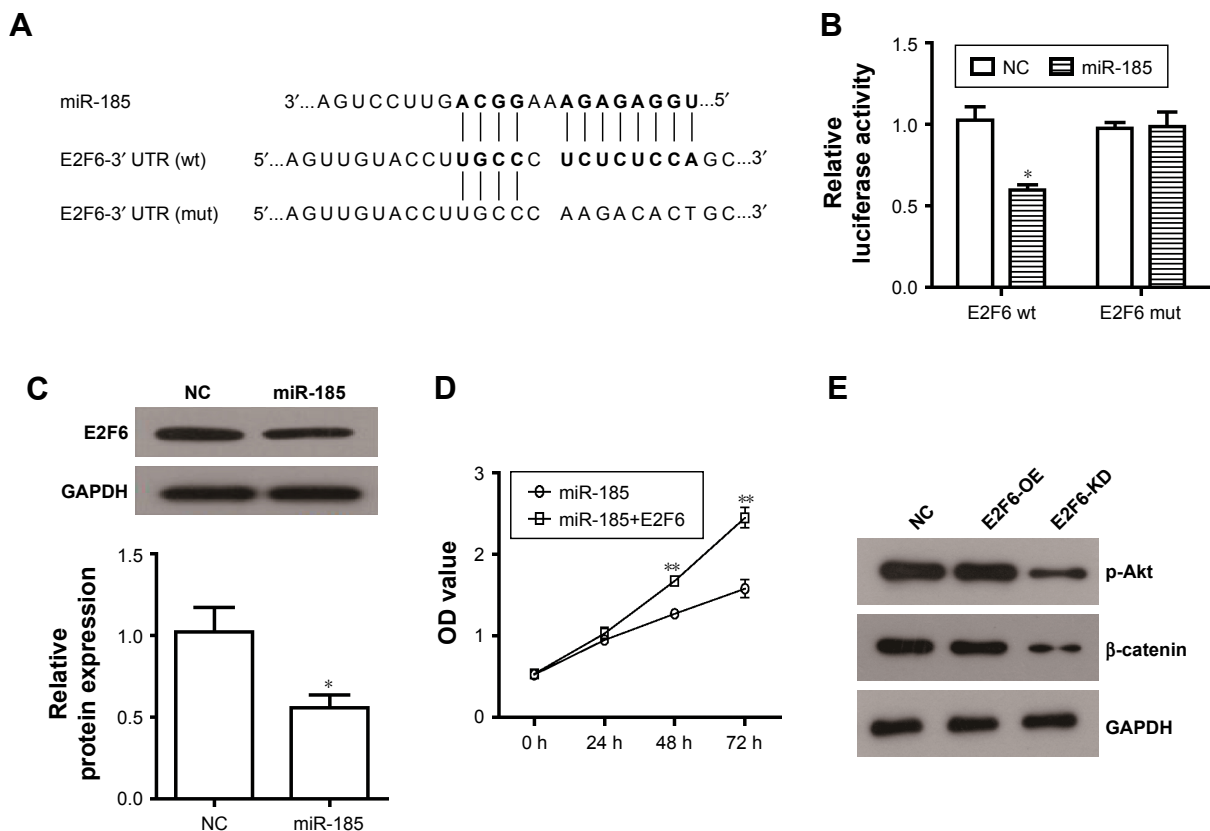 A
miR-185 3′...AGUCCUUGACGGAAAGAGAGGU...5′
E2F6-3′ UTR (wt) 5′...AGUUGUACCUUGCCC UCUCUCCAGC...3′
E2F6-3′ UTR (mut) 5′...AGUUGUACCUUGCCC AAGACACTGC...3′
B
Relative
luciferase activity
1.5
1.0
0.5
0.0
NC miR-185
*
E2F6 wt E2F6 mut
C
NC miR-185
E2F6
GAPDH
Relative
protein expression
1.5
1.0
0.5
0.0
*
NC miR-185
D
OD value
3
2
1
0
miR-185
miR-185+E2F6
**
**
0 h 24 h 48 h 72 h
E
NC E2F6-OE E2F6-KD
p-Akt
β-catenin
GAPDH